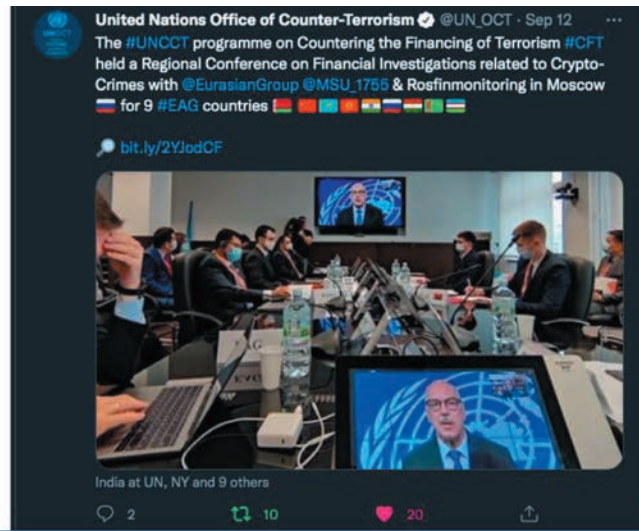 United Nations Office of Counter-Terrorism @UN_OCT · Sep 12
The #UNCCT programme on Countering the Financing of Terrorism #CFT
held a Regional Conference on Financial Investigations related to Crypto-
Crimes with @EurasianGroup @MSU_1755 & Rosfinmonitoring in Moscow
for 9 #EAG countries
bit.ly/2YJodCF
EAG
India at UN, NY and 9 others
2 10 20